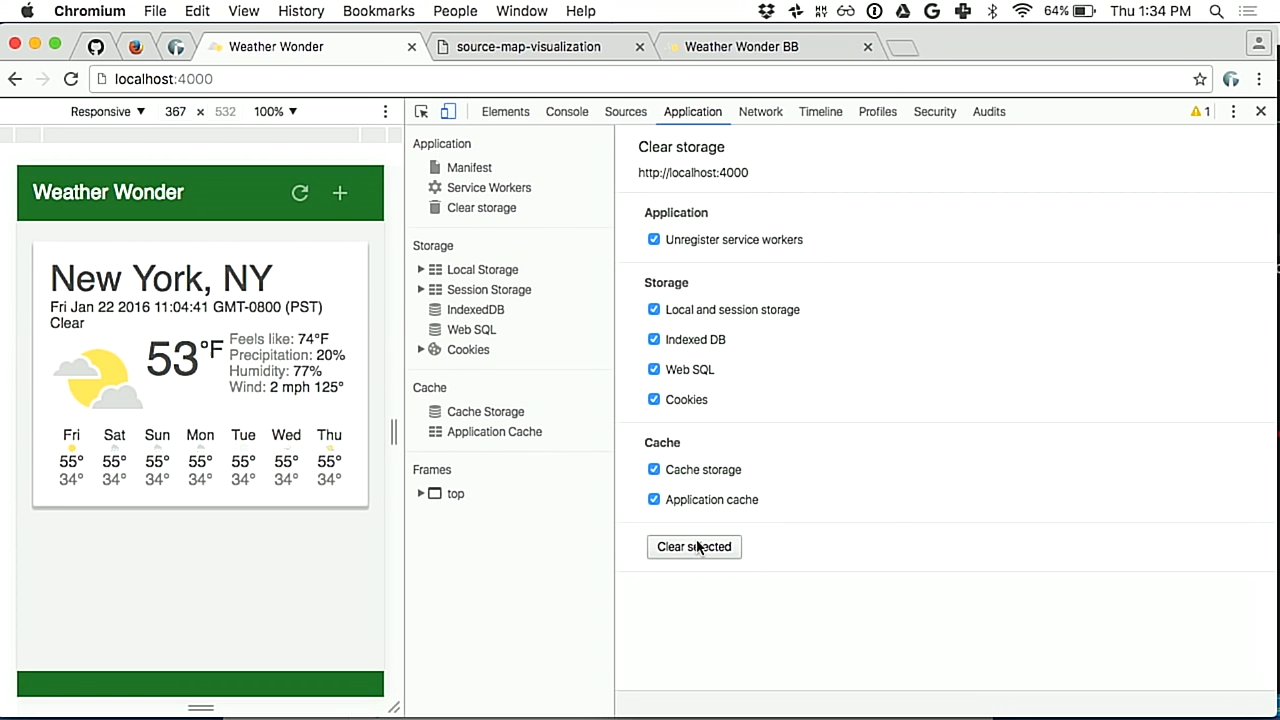 Chromium File Edit View History Bookmarks People Window Help 64% Thu 1:34 PM
Weather Wonder source-map-visualization Weather Wonder BB
localhost:4000
Responsive 367 × 532 100% Elements Console Sources Application Network Timeline Profiles Security Audits 1
Application
Manifest
Service Workers
Clear storage
Storage
Local Storage
Session Storage
IndexedDB
Web SQL
Cookies
Cache
Cache Storage
Application Cache
Frames
top
Clear storage
http://localhost:4000
Application
Unregister service workers
Storage
Local and session storage
Indexed DB
Web SQL
Cookies
Cache
Cache storage
Application cache
Clear selected
Weather Wonder
New York, NY
Fri Jan 22 2016 11:04:41 GMT-0800 (PST)
Clear
53°F
Feels like: 74°F
Precipitation: 20%
Humidity: 77%
Wind: 2 mph 125°
Fri Sat Sun Mon Tue Wed Thu
55° 55° 55° 55° 55° 55° 55°
34° 34° 34° 34° 34° 34° 34°